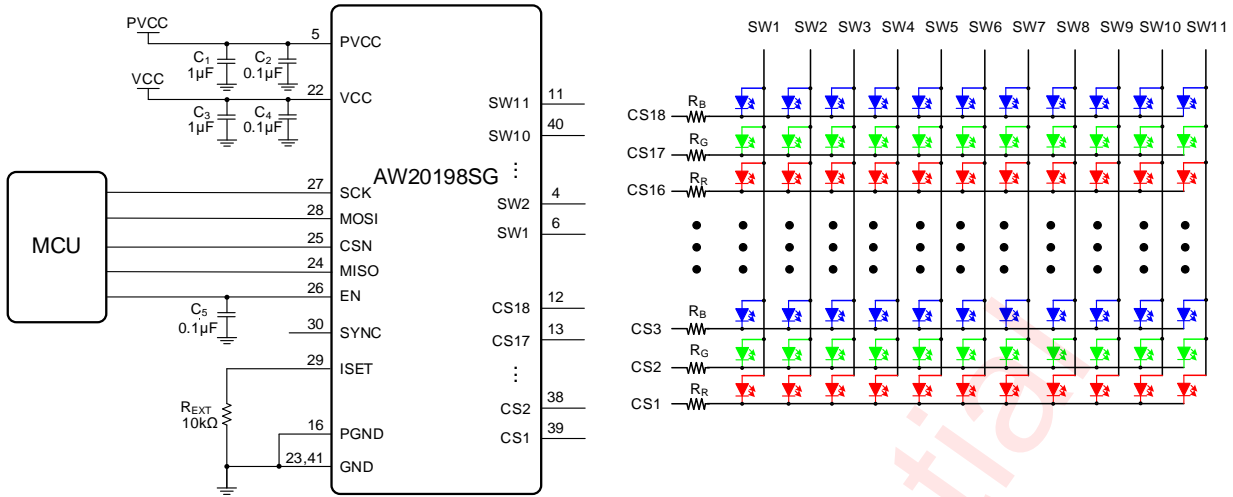 PVCC
C1
1μF
C2
0.1μF
VCC
C3
1μF
C4
0.1μF
MCU
C5
0.1μF
REXT
10kΩ
AW20198SG
5 PVCC
22 VCC
27 SCK
28 MOSI
25 CSN
24 MISO
26 EN
30 SYNC
29 ISET
16 PGND
23,41 GND
SW11 11
SW10 40
⋮
SW2 4
SW1 6
CS18 12
CS17 13
⋮
CS2 38
CS1 39
SW1 SW2 SW3 SW4 SW5 SW6 SW7 SW8 SW9 SW10 SW11
CS18 RB
CS17 RG
CS16 RR
CS3 RB
CS2 RG
CS1 RR